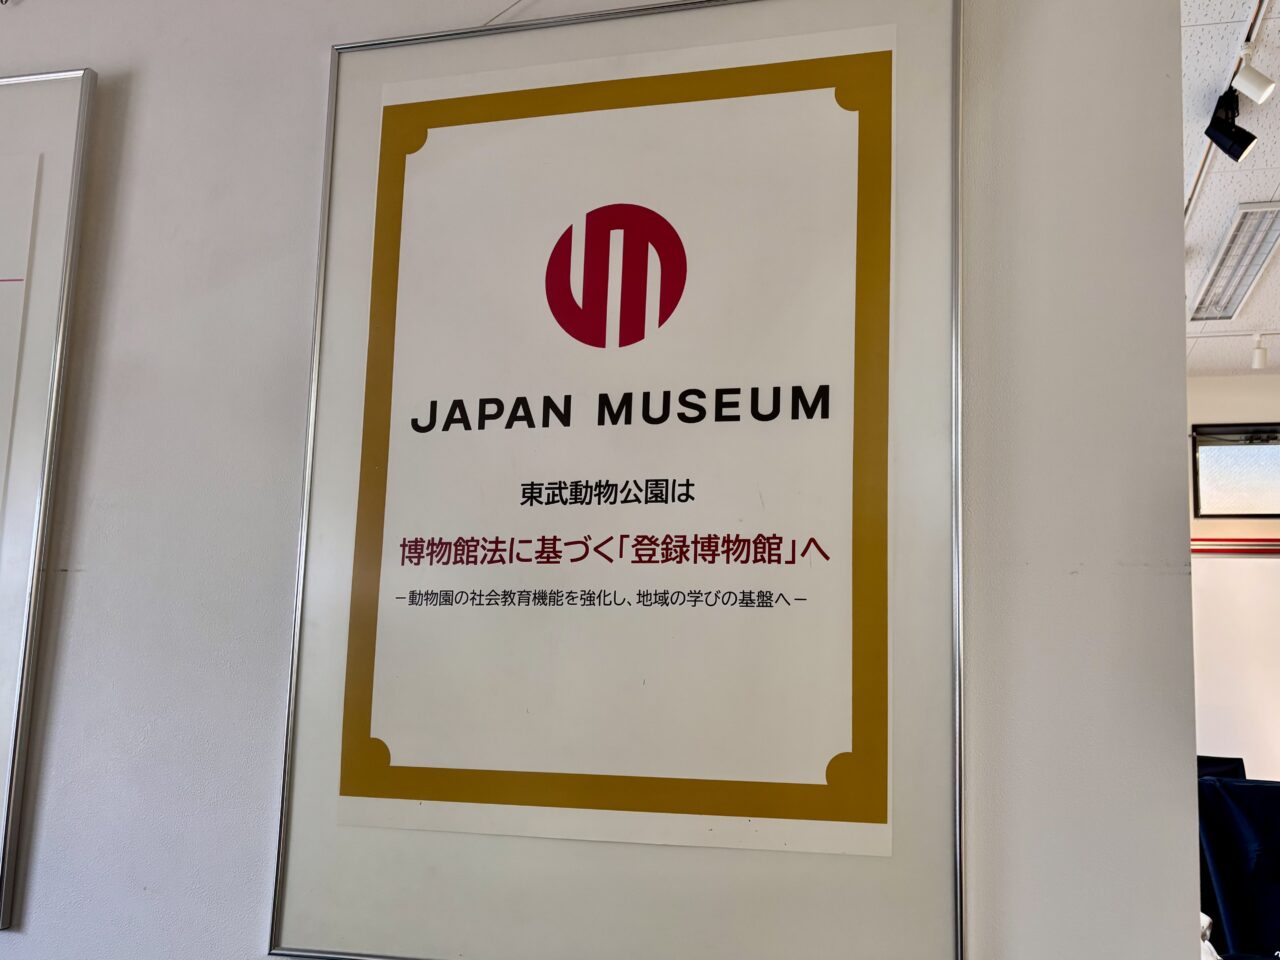 JAPAN MUSEUM
東武動物公園は
博物館法に基づく「登録博物館」へ
－動物園の社会教育機能を強化し、地域の学びの基盤へ－